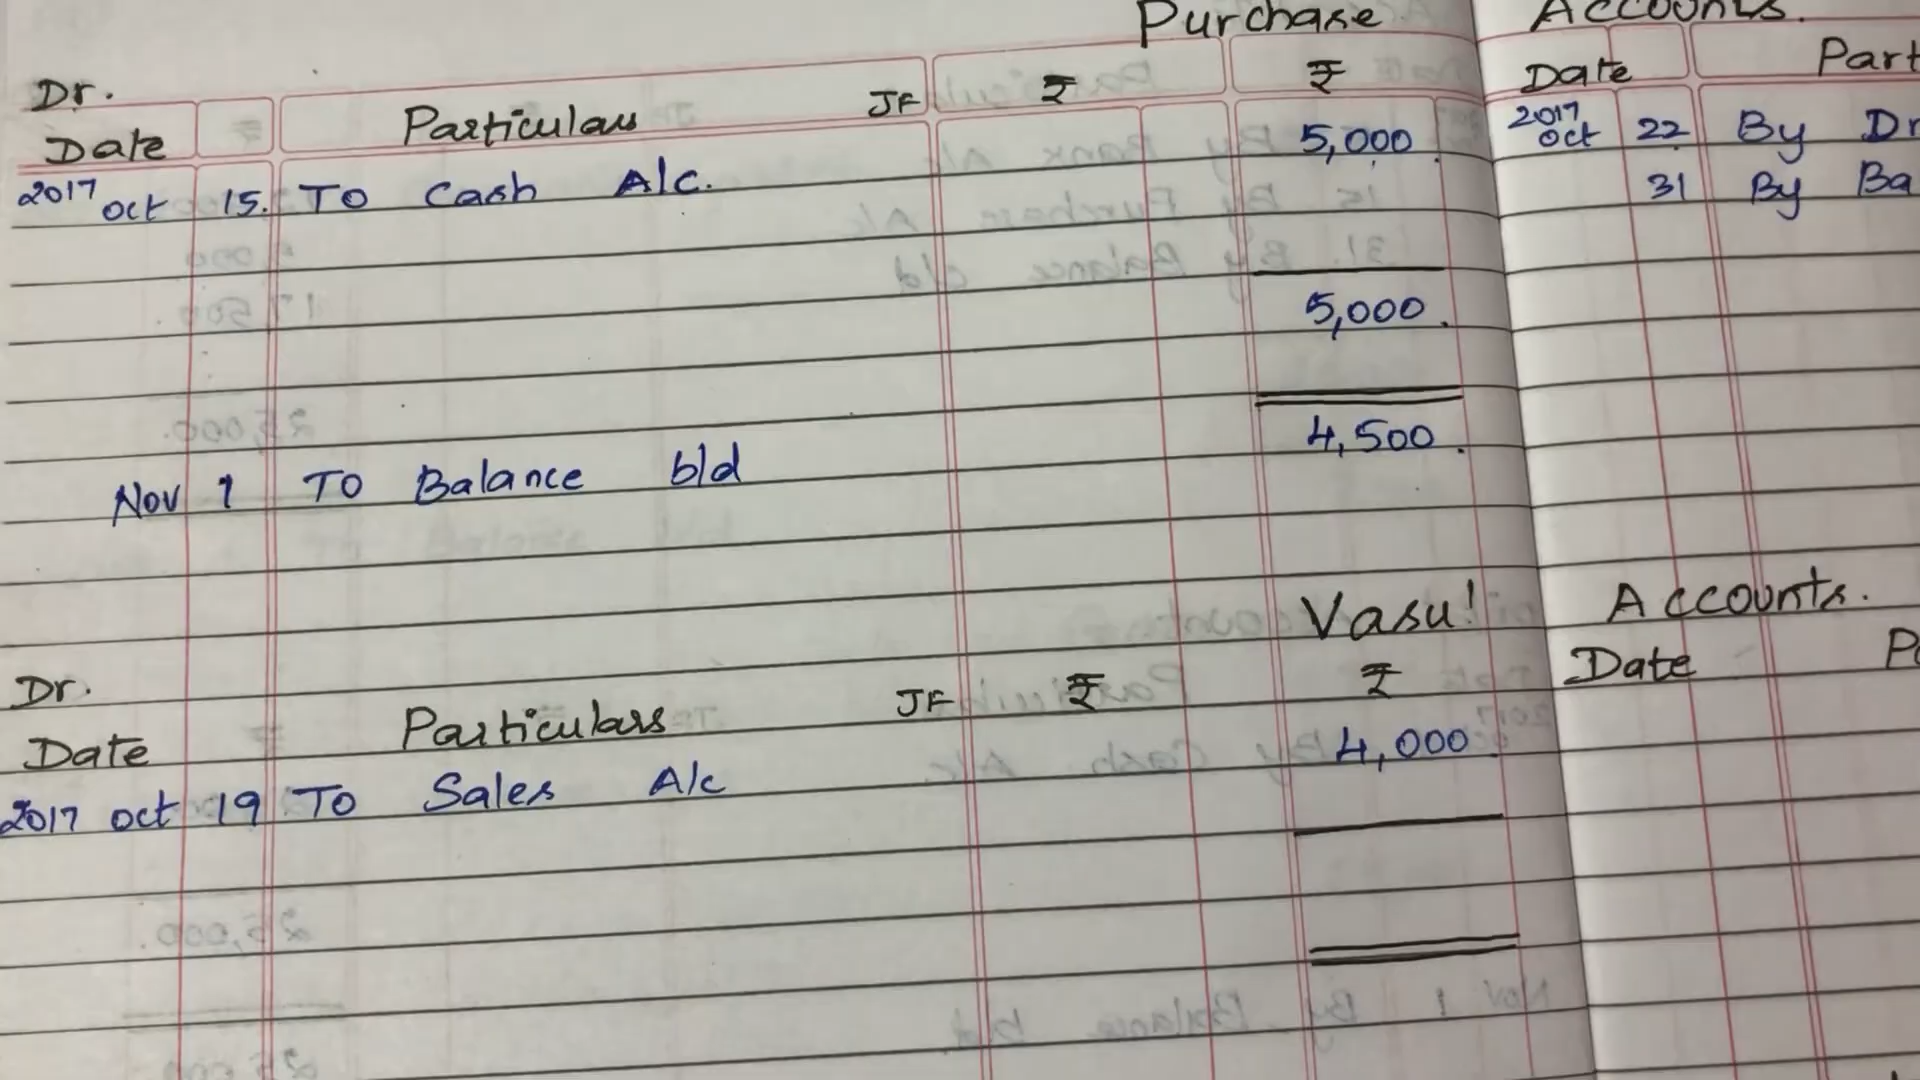 Purchase Accounts.
Dr.
Date Particulars JF ₹ ₹ Date Part
2017 oct 15. To Cash A/c. 5,000 2017 oct 22 By Dr
31 By Ba
5,000.
Nov 1 To Balance b/d 4,500.
Vasu! Accounts.
Dr.
Date Particulars JF ₹ ₹ Date Pa
2017 oct 19 To Sales A/c 4,000